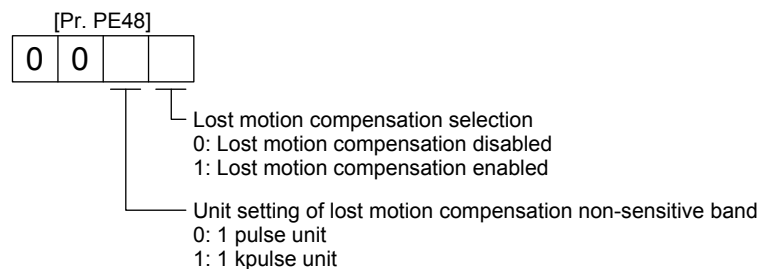 [Pr. PE48]
0 0
Lost motion compensation selection
0: Lost motion compensation disabled
1: Lost motion compensation enabled
Unit setting of lost motion compensation non-sensitive band
0: 1 pulse unit
1: 1 kpulse unit